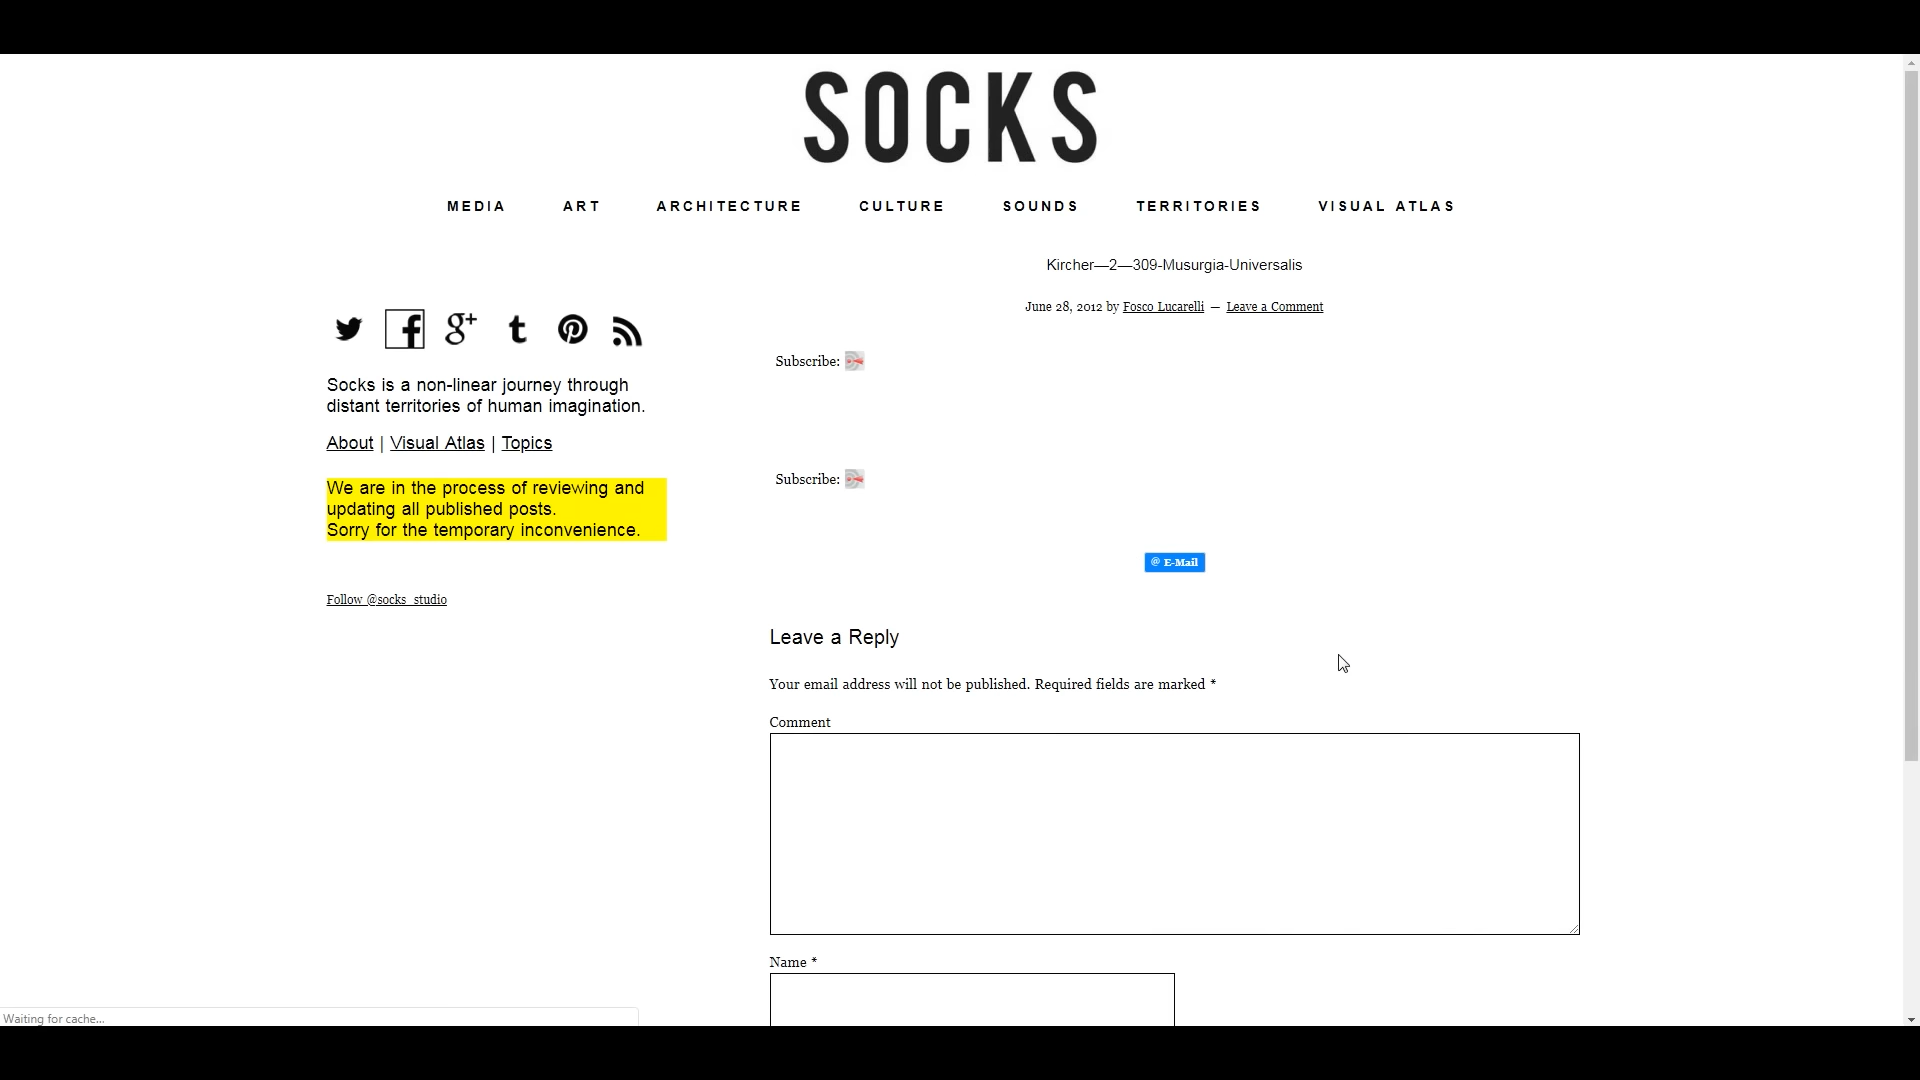 SOCKS
MEDIA ART ARCHITECTURE CULTURE SOUNDS TERRITORIES VISUAL ATLAS
Kircher—2—309-Musurgia-Universalis
June 28, 2012 by Fosco Lucarelli — Leave a Comment
g+ t
Subscribe:
Socks is a non-linear journey through
distant territories of human imagination.
About | Visual Atlas | Topics
Subscribe:
We are in the process of reviewing and
updating all published posts.
Sorry for the temporary inconvenience.
@ E-Mail
Follow @socks_studio
Leave a Reply
Your email address will not be published. Required fields are marked *
Comment
Name *
Waiting for cache...